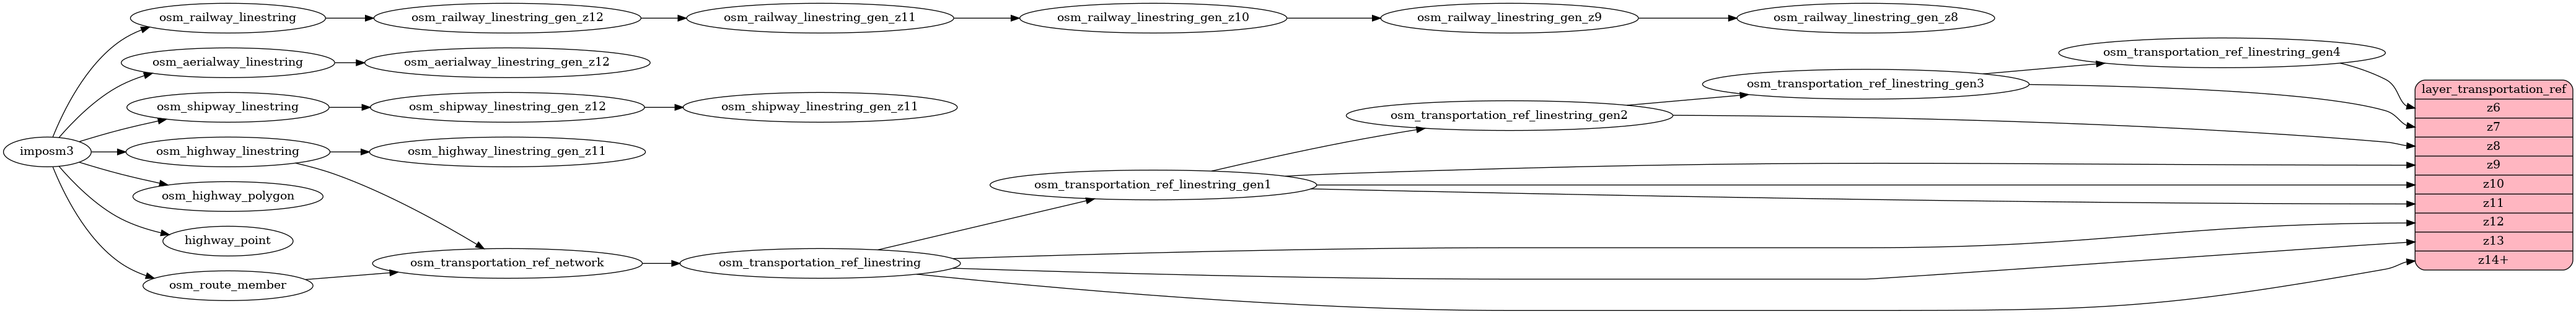 osm_railway_linestring
osm_railway_linestring_gen_z12
osm_railway_linestring_gen_z11
osm_railway_linestring_gen_z10
osm_railway_linestring_gen_z9
osm_railway_linestring_gen_z8
osm_aerialway_linestring
osm_aerialway_linestring_gen_z12
osm_shipway_linestring
osm_shipway_linestring_gen_z12
osm_shipway_linestring_gen_z11
imposm3
osm_highway_linestring
osm_highway_linestring_gen_z11
osm_highway_polygon
highway_point
osm_route_member
osm_transportation_ref_network
osm_transportation_ref_linestring
osm_transportation_ref_linestring_gen1
osm_transportation_ref_linestring_gen2
osm_transportation_ref_linestring_gen3
osm_transportation_ref_linestring_gen4
layer_transportation_ref
z6
z7
z8
z9
z10
z11
z12
z13
z14+